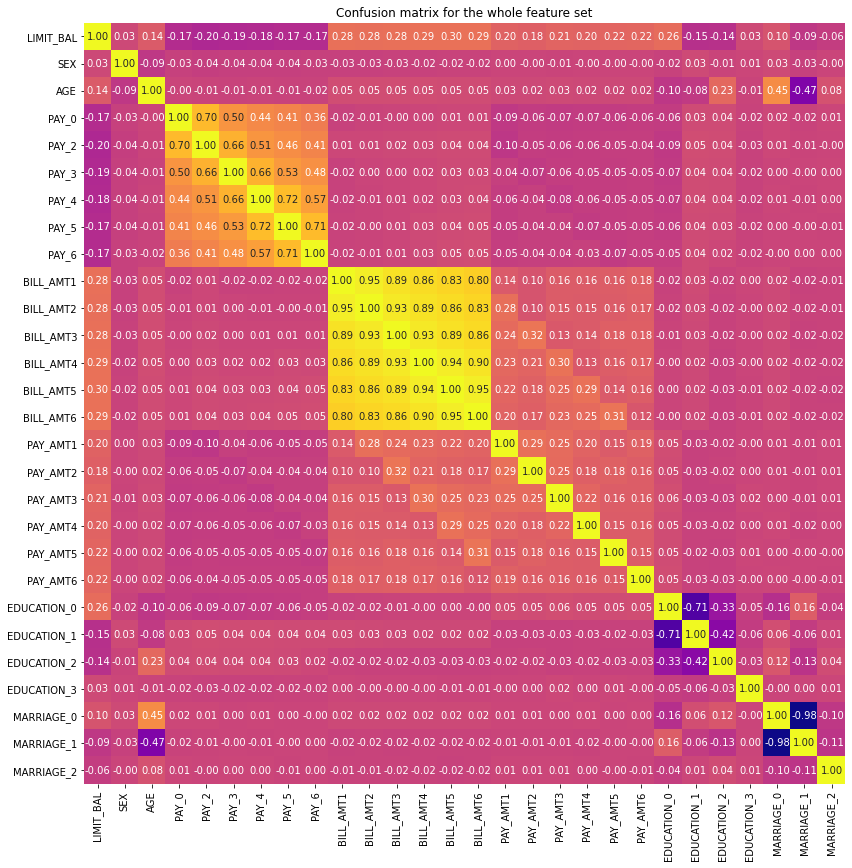 Confusion matrix for the whole feature set
LIMIT_BAL 1.00 0.03 0.14 -0.17 -0.20 -0.19 -0.18 -0.17 -0.17 0.28 0.28 0.28 0.29 0.30 0.29 0.20 0.18 0.21 0.20 0.22 0.22 0.26 -0.15 -0.14 0.03 0.10 -0.09 -0.06
SEX 0.03 1.00 -0.09 -0.03 -0.04 -0.04 -0.04 -0.04 -0.03 -0.03 -0.03 -0.03 -0.02 -0.02 -0.02 0.00 -0.00 -0.01 -0.00 -0.00 -0.00 -0.02 0.03 -0.01 0.01 0.03 -0.03 -0.00
AGE 0.14 -0.09 1.00 -0.00 -0.01 -0.01 -0.01 -0.01 -0.02 0.05 0.05 0.05 0.05 0.05 0.05 0.03 0.02 0.03 0.02 0.02 0.02 -0.10 -0.08 0.23 -0.01 0.45 -0.47 0.08
PAY_0 -0.17 -0.03 -0.00 1.00 0.70 0.50 0.44 0.41 0.36 -0.02 -0.01 -0.00 0.00 0.01 0.01 -0.09 -0.07 -0.07 -0.07 -0.06 -0.06 -0.06 0.03 0.04 -0.02 0.02 -0.02 0.01
PAY_2 -0.20 -0.04 -0.01 0.70 1.00 0.66 0.51 0.46 0.41 0.01 0.01 0.02 0.02 0.04 0.04 -0.10 -0.05 -0.06 -0.05 -0.05 -0.04 -0.09 0.05 0.04 -0.03 0.01 -0.01 0.00
PAY_3 -0.19 -0.04 -0.01 0.50 0.66 1.00 0.66 0.53 0.48 -0.02 0.00 0.00 0.02 0.03 0.03 -0.04 -0.07 -0.06 -0.05 -0.05 -0.05 -0.07 0.04 0.04 -0.02 0.00 -0.00 0.00
PAY_4 -0.18 -0.04 -0.01 0.44 0.51 0.66 1.00 0.72 0.57 -0.02 -0.01 0.01 0.02 0.03 0.04 -0.06 -0.04 -0.08 -0.06 -0.05 -0.05 -0.07 0.04 0.04 -0.02 0.01 -0.01 0.00
PAY_5 -0.17 -0.04 -0.01 0.41 0.46 0.53 0.72 1.00 0.71 -0.02 -0.00 0.01 0.03 0.04 0.05 -0.05 -0.04 -0.04 -0.07 -0.05 -0.05 -0.06 0.04 0.03 -0.02 0.00 -0.00 0.01
PAY_6 -0.17 -0.03 -0.02 0.36 0.41 0.48 0.57 0.71 1.00 -0.02 -0.01 0.01 0.03 0.05 0.05 -0.05 -0.04 -0.04 -0.03 -0.07 -0.05 -0.05 0.04 0.02 -0.02 -0.00 0.00 0.00
BILL_AMT1 0.28 -0.03 0.05 -0.02 0.01 -0.02 -0.02 -0.02 -0.02 1.00 0.95 0.89 0.86 0.83 0.80 0.14 0.10 0.16 0.16 0.16 0.18 -0.02 0.03 -0.02 0.00 0.02 -0.02 -0.02
BILL_AMT2 0.28 -0.03 0.05 -0.01 0.01 0.00 -0.01 -0.00 -0.01 0.95 1.00 0.93 0.89 0.86 0.83 0.28 0.10 0.15 0.15 0.16 0.17 -0.02 0.03 -0.02 -0.00 0.02 -0.02 -0.02
BILL_AMT3 0.28 -0.03 0.05 -0.00 0.02 0.00 0.01 0.01 0.01 0.89 0.93 1.00 0.93 0.89 0.86 0.24 0.32 0.13 0.14 0.18 0.18 -0.01 0.03 -0.02 -0.00 0.02 -0.02 -0.02
BILL_AMT4 0.29 -0.02 0.05 0.00 0.02 0.02 0.02 0.03 0.03 0.86 0.89 0.93 1.00 0.94 0.90 0.23 0.21 0.30 0.13 0.16 0.17 -0.00 0.02 -0.03 -0.00 0.02 -0.02 -0.02
BILL_AMT5 0.30 -0.02 0.05 0.01 0.04 0.03 0.03 0.04 0.05 0.83 0.86 0.89 0.94 1.00 0.95 0.22 0.18 0.25 0.29 0.14 0.16 0.00 0.02 -0.03 -0.01 0.02 -0.02 -0.02
BILL_AMT6 0.29 -0.02 0.05 0.01 0.04 0.03 0.04 0.05 0.05 0.80 0.83 0.86 0.90 0.95 1.00 0.20 0.17 0.23 0.25 0.31 0.12 -0.00 0.02 -0.03 -0.01 0.02 -0.02 -0.02
PAY_AMT1 0.20 0.00 0.03 -0.09 -0.10 -0.04 -0.06 -0.05 -0.05 0.14 0.28 0.24 0.23 0.22 0.20 1.00 0.29 0.25 0.20 0.15 0.19 0.05 -0.03 -0.02 0.00 0.01 -0.01 0.01
PAY_AMT2 0.18 -0.00 0.02 -0.07 -0.05 -0.07 -0.04 -0.04 -0.04 0.10 0.10 0.32 0.21 0.18 0.17 0.29 1.00 0.25 0.18 0.18 0.16 0.05 -0.03 -0.02 0.00 0.01 -0.01 0.01
PAY_AMT3 0.21 -0.01 0.03 -0.07 -0.06 -0.06 -0.08 -0.04 -0.04 0.16 0.15 0.13 0.30 0.25 0.23 0.25 0.25 1.00 0.22 0.16 0.16 0.05 -0.03 -0.03 0.02 0.00 -0.01 0.01
PAY_AMT4 0.20 -0.00 0.02 -0.07 -0.05 -0.05 -0.06 -0.07 -0.03 0.16 0.15 0.14 0.13 0.29 0.25 0.20 0.18 0.22 1.00 0.15 0.16 0.05 -0.03 -0.02 0.00 0.01 -0.02 0.00
PAY_AMT5 0.22 -0.00 0.02 -0.06 -0.05 -0.05 -0.05 -0.05 -0.07 0.16 0.16 0.18 0.16 0.14 0.31 0.15 0.18 0.16 0.15 1.00 0.15 0.05 -0.02 -0.03 0.01 0.00 -0.00 -0.00
PAY_AMT6 0.22 -0.00 0.02 -0.06 -0.04 -0.05 -0.05 -0.05 -0.05 0.18 0.17 0.18 0.17 0.16 0.12 0.19 0.16 0.16 0.16 0.15 1.00 0.05 -0.03 -0.03 -0.00 0.00 -0.00 -0.01
EDUCATION_0 0.26 -0.02 -0.10 -0.06 -0.09 -0.07 -0.07 -0.06 -0.05 -0.02 -0.02 -0.01 -0.00 0.00 -0.00 0.05 0.05 0.05 0.05 0.05 0.05 1.00 -0.71 -0.33 -0.05 -0.16 0.16 -0.04
EDUCATION_1 -0.15 0.03 -0.08 0.03 0.05 0.04 0.04 0.04 0.04 0.03 0.03 0.03 0.02 0.02 0.02 -0.03 -0.03 -0.03 -0.03 -0.02 -0.03 -0.71 1.00 -0.42 -0.06 0.06 -0.06 0.01
EDUCATION_2 -0.14 -0.01 0.23 0.04 0.04 0.04 0.04 0.03 0.02 -0.02 -0.02 -0.02 -0.03 -0.03 -0.03 -0.02 -0.02 -0.03 -0.02 -0.03 -0.03 -0.33 -0.42 1.00 -0.03 0.12 -0.13 0.04
EDUCATION_3 0.03 0.01 -0.01 -0.02 -0.03 -0.02 -0.02 -0.02 -0.02 0.00 -0.00 -0.00 -0.00 -0.01 -0.01 0.00 0.00 0.02 0.00 0.01 -0.00 -0.05 -0.06 -0.03 1.00 -0.00 0.00 0.01
MARRIAGE_0 0.10 0.03 0.45 0.02 0.01 0.00 0.01 0.00 -0.00 0.02 0.02 0.02 0.02 0.02 0.02 0.01 0.01 0.00 0.01 0.00 0.00 -0.16 0.06 0.12 -0.00 1.00 -0.98 -0.10
MARRIAGE_1 -0.09 -0.03 -0.47 -0.02 -0.01 -0.00 -0.01 -0.00 0.00 -0.02 -0.02 -0.02 -0.02 -0.02 -0.02 -0.01 -0.01 -0.01 -0.02 -0.00 -0.00 0.16 -0.06 -0.13 0.00 -0.98 1.00 -0.11
MARRIAGE_2 -0.06 -0.00 0.08 0.01 0.00 0.00 0.00 0.01 0.00 -0.02 -0.02 -0.02 -0.02 -0.02 -0.02 0.01 0.01 0.01 0.00 -0.00 -0.01 -0.04 0.01 0.04 0.01 -0.10 -0.11 1.00
LIMIT_BAL SEX AGE PAY_0 PAY_2 PAY_3 PAY_4 PAY_5 PAY_6 BILL_AMT1 BILL_AMT2 BILL_AMT3 BILL_AMT4 BILL_AMT5 BILL_AMT6 PAY_AMT1 PAY_AMT2 PAY_AMT3 PAY_AMT4 PAY_AMT5 PAY_AMT6 EDUCATION_0 EDUCATION_1 EDUCATION_2 EDUCATION_3 MARRIAGE_0 MARRIAGE_1 MARRIAGE_2